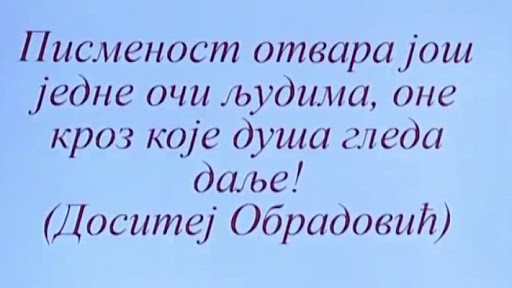 Писменост отвара још
једне очи људима, оне
кроз које душа гледа
даље!
(Доситеј Обрадовић)